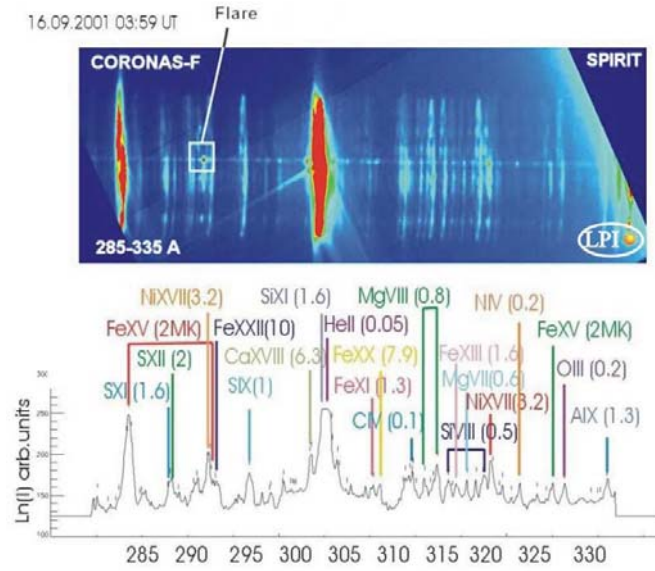 Flare
16.09.2001 03:59 UT
CORONAS-F
SPIRIT
285-335 A
LPI
NiXVII(3.2)
SiXI (1.6)
MgVIII (0.8)
NIV (0.2)
FeXV (2MK)
FeXXII(10)
HeII (0.05)
FeXIII (1.6)
FeXV (2MK)
SXII (2)
CaXVIII (6.3)
FeXX (7.9)
MgVII(0.6)
OIII (0.2)
SXI (1.6)
SIX(1)
FeXI (1.3)
NiXVII(3.2)
CIV (0.1)
SiVIII (0.5)
AlX (1.3)
Ln(I) arb.units
250
200
150
100
285 290 295 300 305 310 315 320 325 330